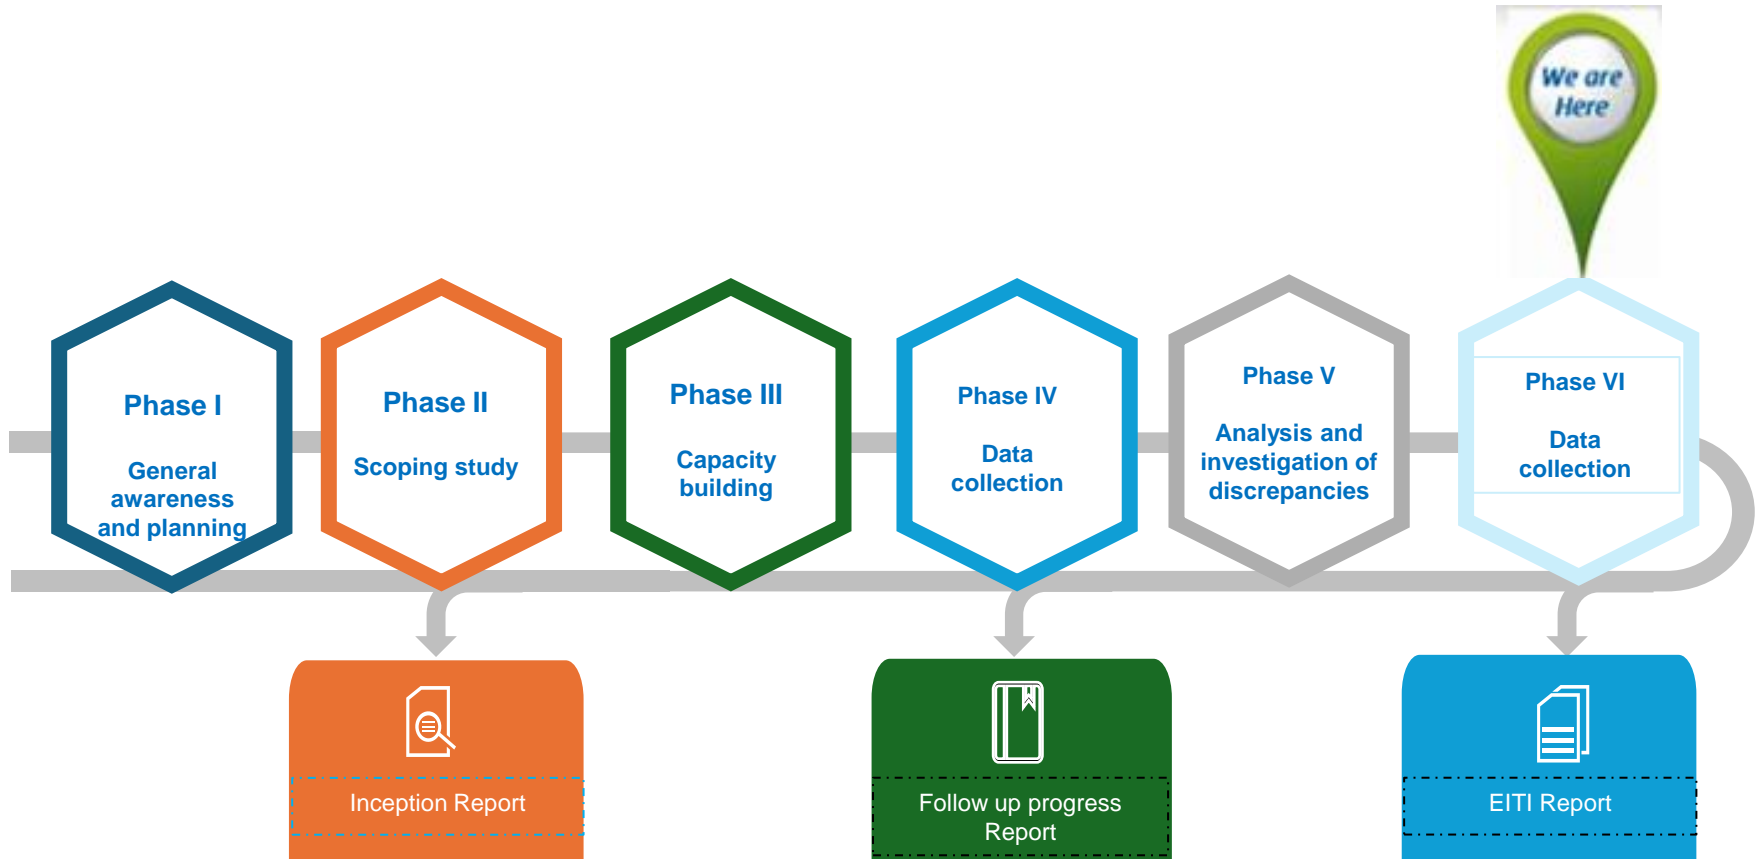 We are
Here
Phase I
General
awareness
and planning
Phase II
Scoping study
Phase III
Capacity
building
Phase IV
Data
collection
Phase V
Analysis and
investigation of
discrepancies
Phase VI
Data
collection
Inception Report
Follow up progress
Report
EITI Report